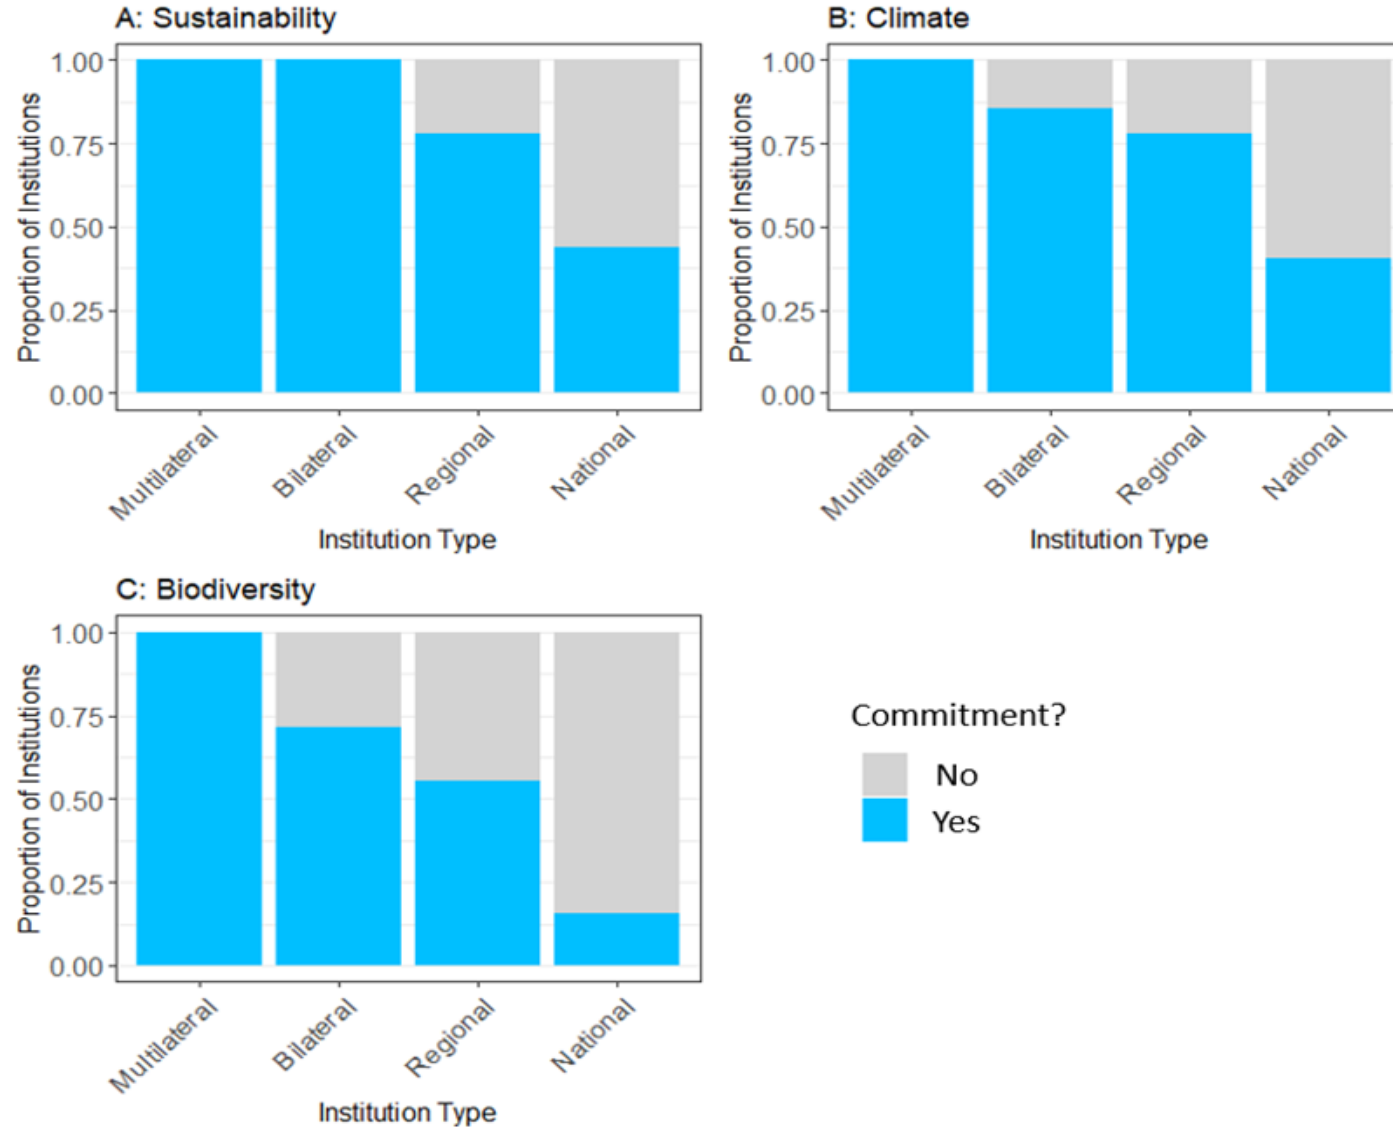 A: Sustainability
Proportion of Institutions
1.00
0.75
0.50
0.25
0.00
Multilateral
Bilateral
Regional
National
Institution Type
B: Climate
Proportion of Institutions
1.00
0.75
0.50
0.25
0.00
Multilateral
Bilateral
Regional
National
Institution Type
C: Biodiversity
Proportion of Institutions
1.00
0.75
0.50
0.25
0.00
Multilateral
Bilateral
Regional
National
Institution Type
Commitment?
No
Yes